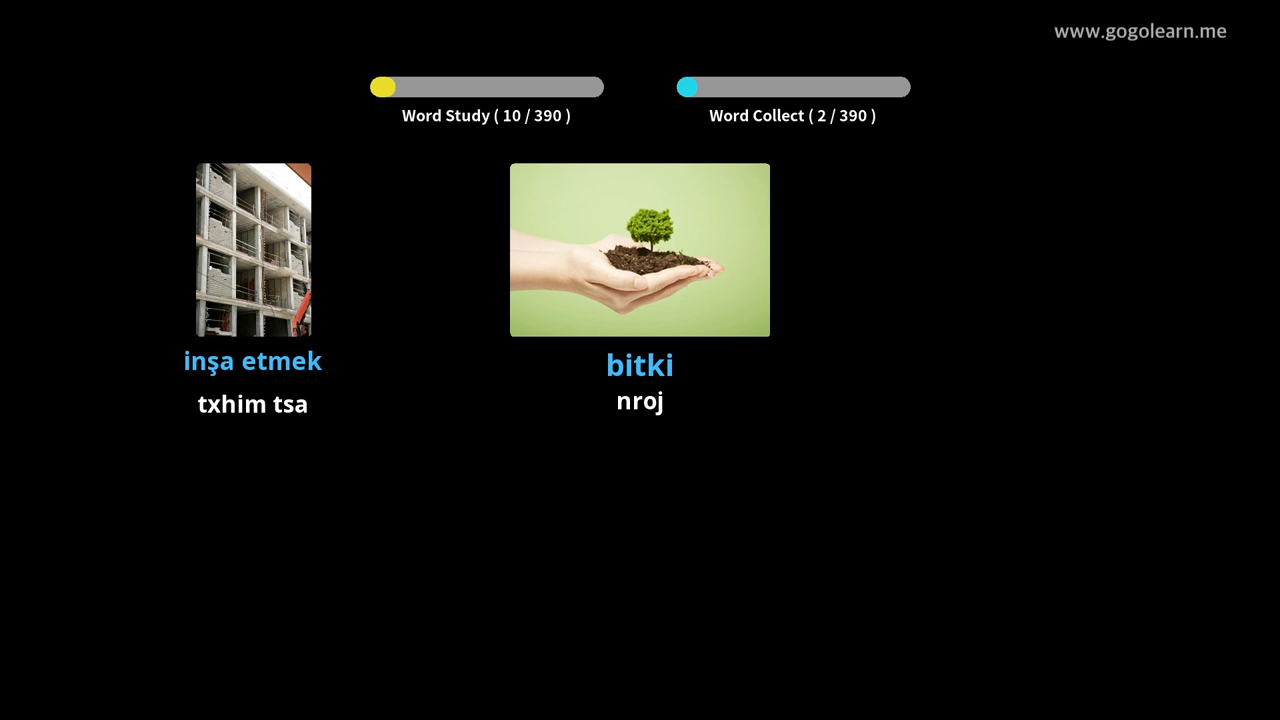 www.gogolearn.me
Word Study ( 10 / 390 )
Word Collect ( 2 / 390 )
inşa etmek
txhim tsa
bitki
nroj